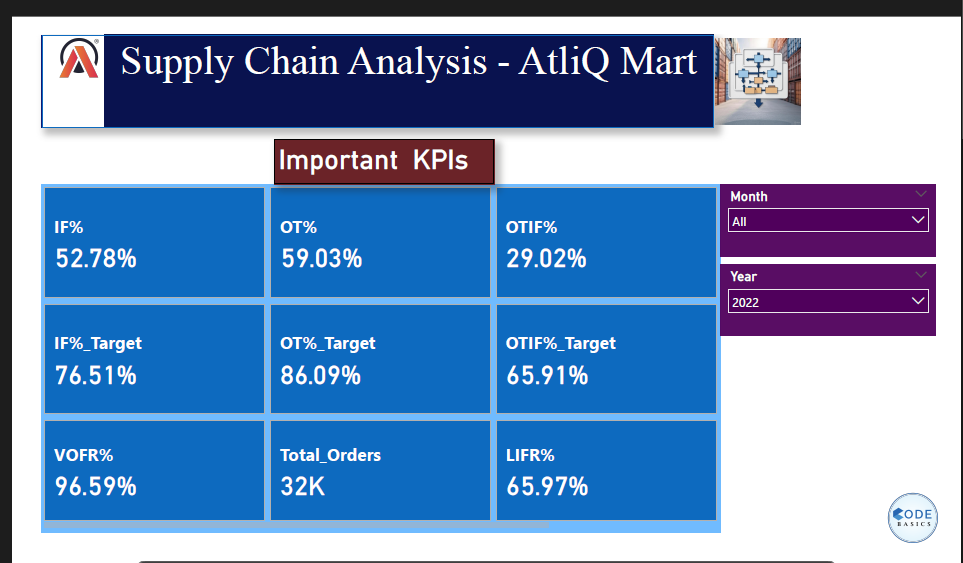 Supply Chain Analysis - AtliQ Mart
Important KPIs
IF%
52.78%
OT%
59.03%
OTIF%
29.02%
Month
All
Year
2022
IF%_Target
76.51%
OT%_Target
86.09%
OTIF%_Target
65.91%
VOFR%
96.59%
Total_Orders
32K
LIFR%
65.97%
CODE
BASICS